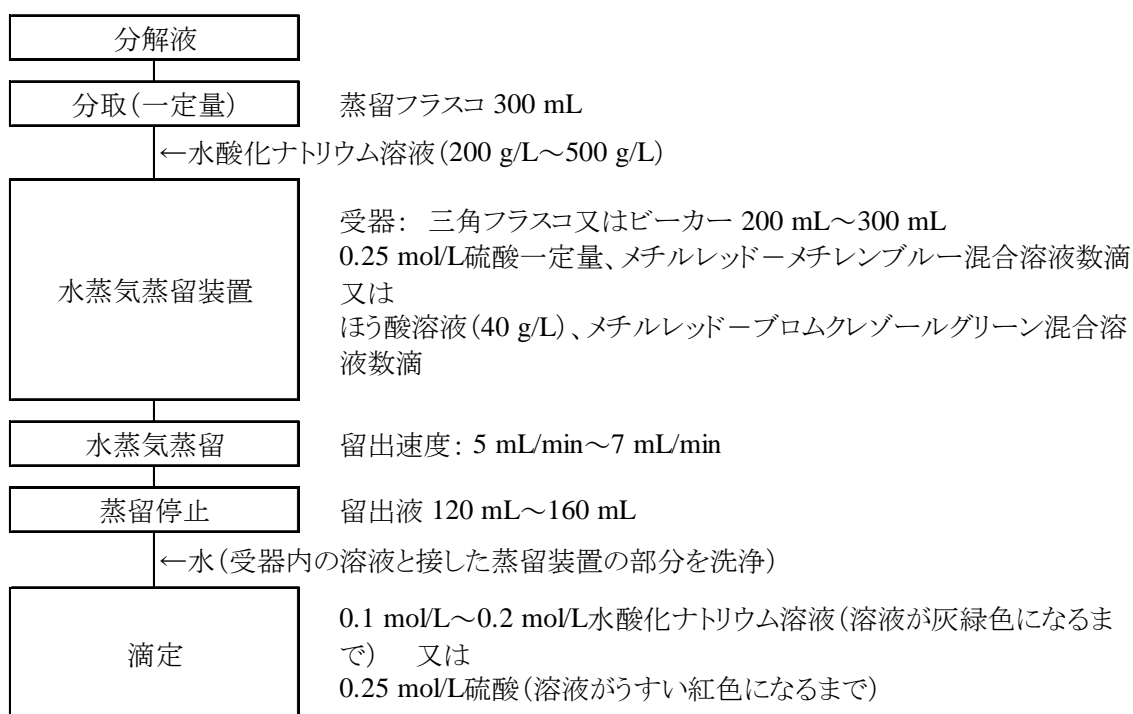 分解液
分取（一定量）
蒸留フラスコ 300 mL
←水酸化ナトリウム溶液（200 g/L～500 g/L）
水蒸気蒸留装置
受器： 三角フラスコ又はビーカー 200 mL～300 mL
0.25 mol/L硫酸一定量、メチルレッド－メチレンブルー混合溶液数滴
又は
ほう酸溶液（40 g/L）、メチルレッド－ブロムクレゾールグリーン混合溶
液数滴
水蒸気蒸留
留出速度： 5 mL/min～7 mL/min
蒸留停止
留出液 120 mL～160 mL
←水（受器内の溶液と接した蒸留装置の部分を洗浄）
滴定
0.1 mol/L～0.2 mol/L水酸化ナトリウム溶液（溶液が灰緑色になるま
で） 又は
0.25 mol/L硫酸（溶液がうすい紅色になるまで）